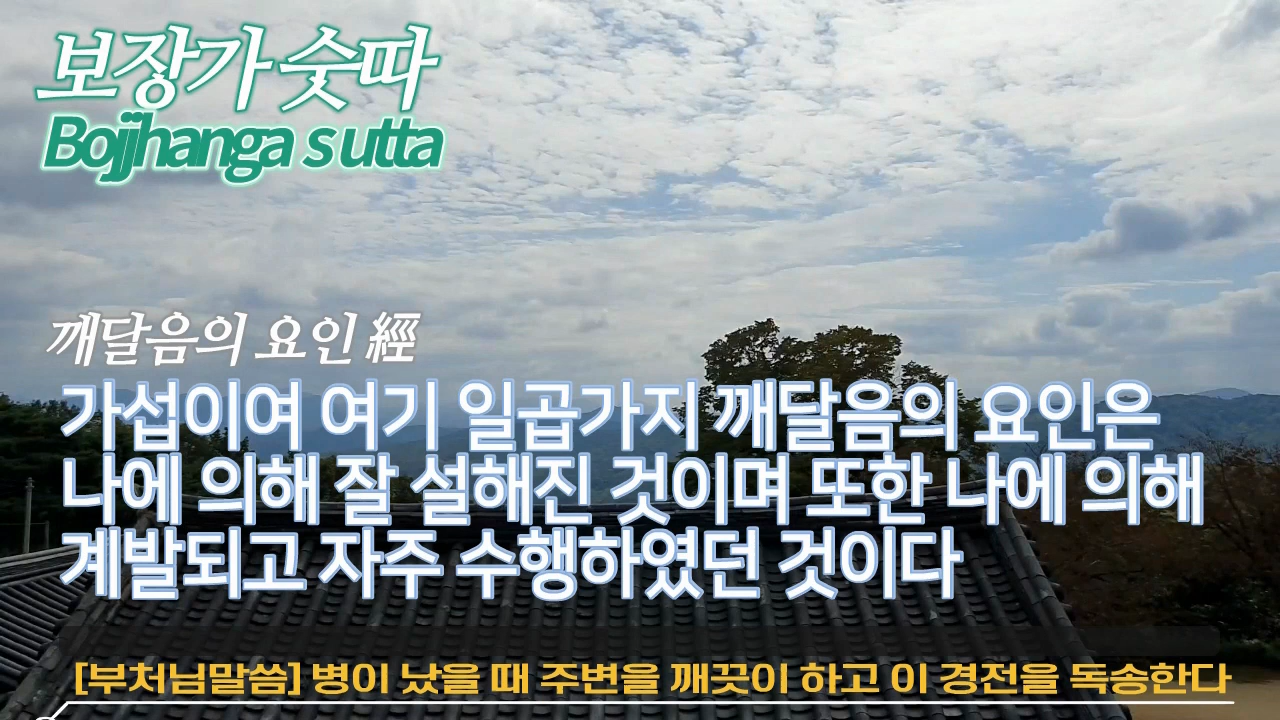 보장가 숫따
Bojjhanga sutta
깨달음의 요인 經
가섭이여 여기 일곱가지 깨달음의 요인은
나에 의해 잘 설해진 것이며 또한 나에 의해
계발되고 자주 수행하였던 것이다
[부처님말씀] 병이 났을 때 주변을 깨끗이 하고 이 경전을 독송한다